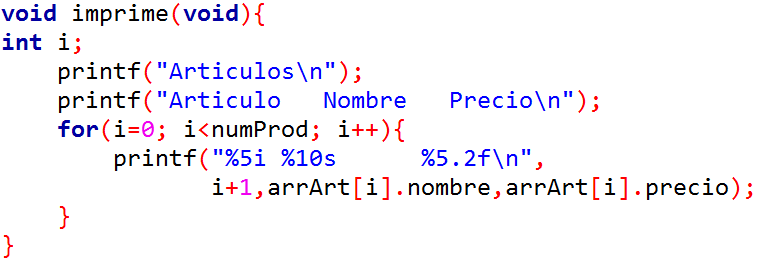 void imprime(void){
int i;
    printf("Articulos\n");
    printf("Articulo   Nombre   Precio\n");
    for(i=0; i<numProd; i++){
        printf("%5i %10s      %5.2f\n",
               i+1,arrArt[i].nombre,arrArt[i].precio);
    }
}